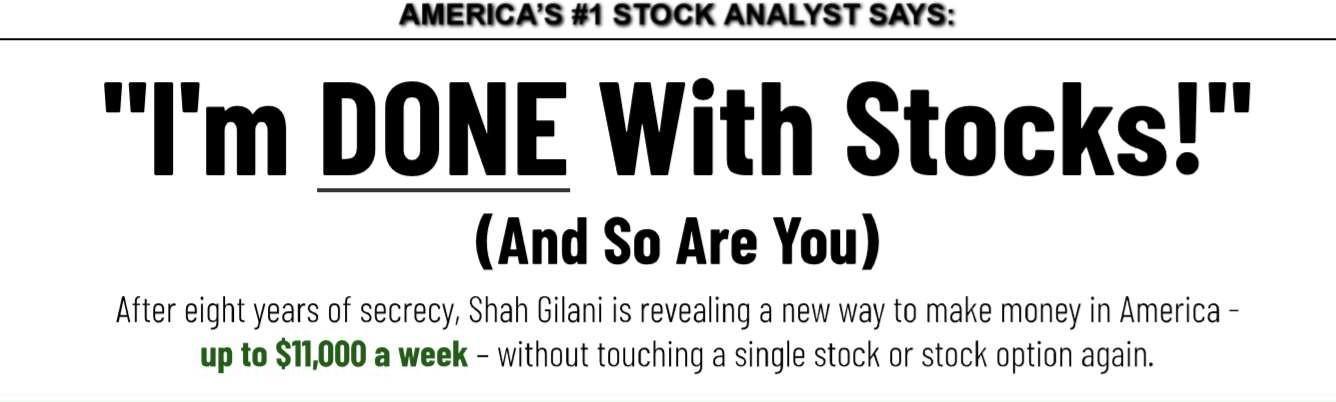 AMERICA'S #1 STOCK ANALYST SAYS:
"I'm DONE With Stocks!"
(And So Are You)
After eight years of secrecy, Shah Gilani is revealing a new way to make money in America -
up to $11,000 a week – without touching a single stock or stock option again.